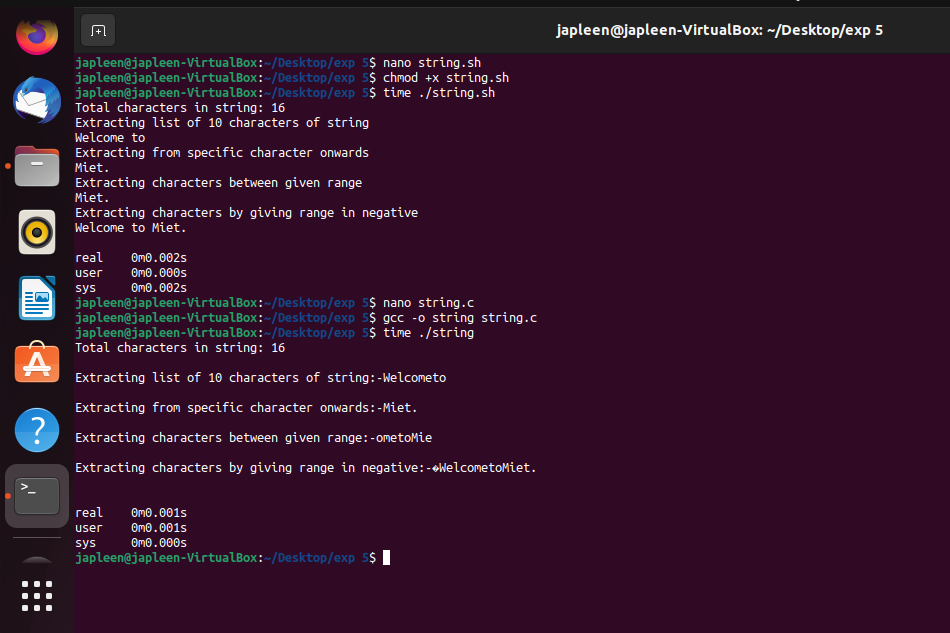 japleen@japleen-VirtualBox: ~/Desktop/exp 5
japleen@japleen-VirtualBox:~/Desktop/exp 5$ nano string.sh
japleen@japleen-VirtualBox:~/Desktop/exp 5$ chmod +x string.sh
japleen@japleen-VirtualBox:~/Desktop/exp 5$ time ./string.sh
Total characters in string: 16
Extracting list of 10 characters of string
Welcome to
Extracting from specific character onwards
Miet.
Extracting characters between given range
Miet.
Extracting characters by giving range in negative
Welcome to Miet.
real    0m0.002s
user    0m0.000s
sys     0m0.002s
japleen@japleen-VirtualBox:~/Desktop/exp 5$ nano string.c
japleen@japleen-VirtualBox:~/Desktop/exp 5$ gcc -o string string.c
japleen@japleen-VirtualBox:~/Desktop/exp 5$ time ./string
Total characters in string: 16
Extracting list of 10 characters of string:-Welcometo
Extracting from specific character onwards:-Miet.
Extracting characters between given range:-ometoMie
Extracting characters by giving range in negative:-�WelcometoMiet.
real    0m0.001s
user    0m0.001s
sys     0m0.000s
japleen@japleen-VirtualBox:~/Desktop/exp 5$